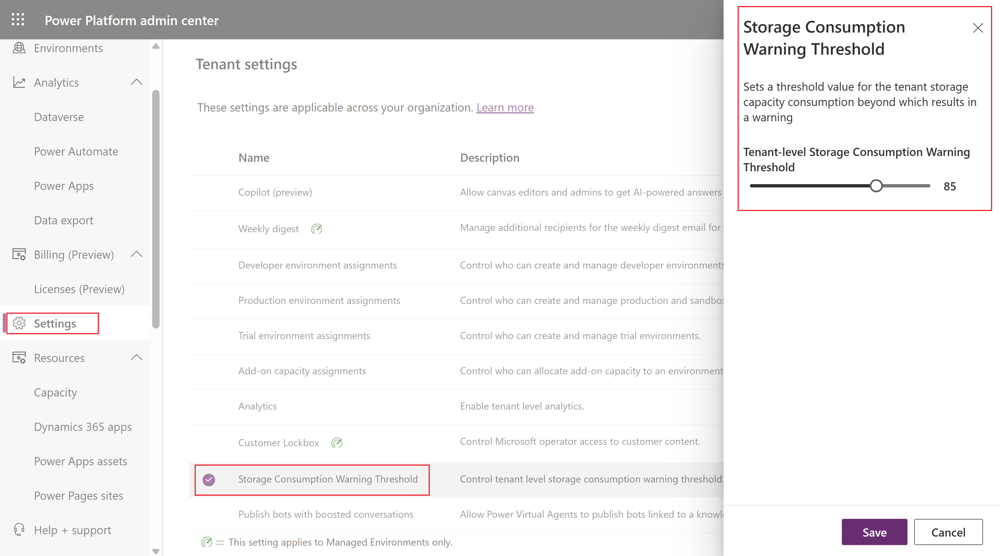 Power Platform admin center
Environments
Analytics
Dataverse
Power Automate
Power Apps
Data export
Billing (Preview)
Licenses (Preview)
Settings
Resources
Capacity
Dynamics 365 apps
Power Apps assets
Power Pages sites
Help + support
Tenant settings
These settings are applicable across your organization. Learn more
Name Description
Copilot (preview) Allow canvas editors and admins to get AI-powered answers
Weekly digest Manage additional recipients for the weekly digest email for
Developer environment assignments Control who can create and manage developer environments
Production environment assignments Control who can create and manage production and sandbox
Trial environment assignments Control who can create and manage trial environments.
Add-on capacity assignments Control who can allocate add-on capacity to an environment
Analytics Enable tenant level analytics.
Customer Lockbox Control Microsoft operator access to customer content.
Storage Consumption Warning Threshold Control tenant level storage consumption warning threshold.
Publish bots with boosted conversations Allow Power Virtual Agents to publish bots linked to a
= This setting applies to Managed Environments only.
Storage Consumption
Warning Threshold
Sets a threshold value for the tenant storage
capacity consumption beyond which results in
a warning
Tenant-level Storage Consumption Warning
Threshold
85
Save Cancel